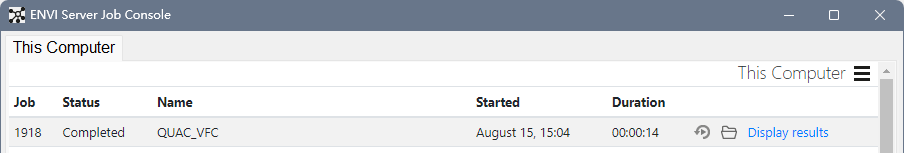 ENVI Server Job Console
This Computer
This Computer
Job Status Name Started Duration
1918 Completed QUAC_VFC August 15, 15:04 00:00:14 Display results